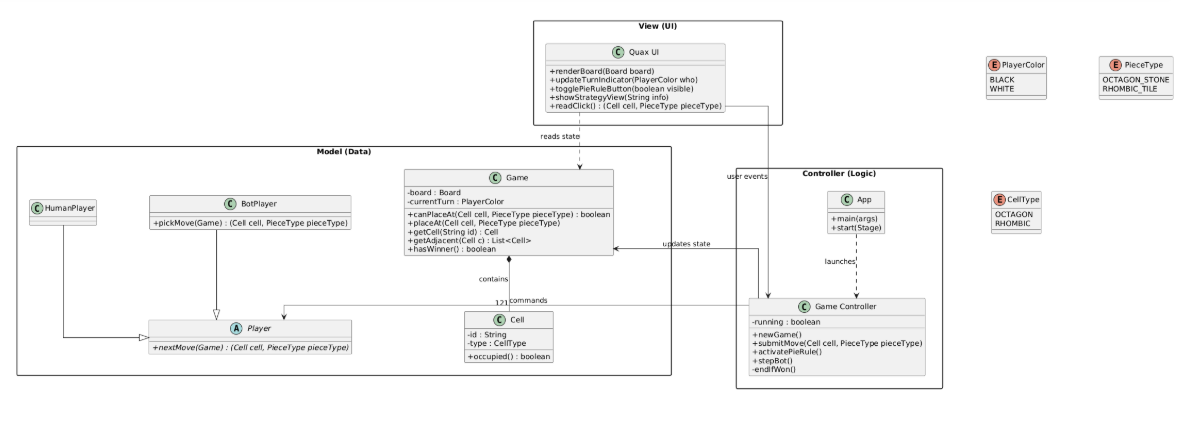 View (UI)
C Quax UI
+renderBoard(Board board)
+updateTurnIndicator(PlayerColor who)
+togglePieRuleButton(boolean visible)
+showStrategyView(String info)
+readClick() : (Cell cell, PieceType pieceType)
E PlayerColor
BLACK
WHITE
E PieceType
OCTAGON_STONE
RHOMBIC_TILE
reads state
user events
Model (Data)
C HumanPlayer
C BotPlayer
+pickMove(Game) : (Cell cell, PieceType pieceType)
C Game
-board : Board
-currentTurn : PlayerColor
+canPlaceAt(Cell cell, PieceType pieceType) : boolean
+placeAt(Cell cell, PieceType pieceType)
+getCell(String id) : Cell
+getAdjacent(Cell c) : List<Cell>
+hasWinner() : boolean
contains
121
commands
A Player
+nextMove(Game) : (Cell cell, PieceType pieceType)
C Cell
-id : String
-type : CellType
+occupied() : boolean
updates state
Controller (Logic)
C App
+main(args)
+start(Stage)
launches
C Game Controller
-running : boolean
+newGame()
+submitMove(Cell cell, PieceType pieceType)
+activatePieRule()
+stepBot()
-endIfWon()
E CellType
OCTAGON
RHOMBIC